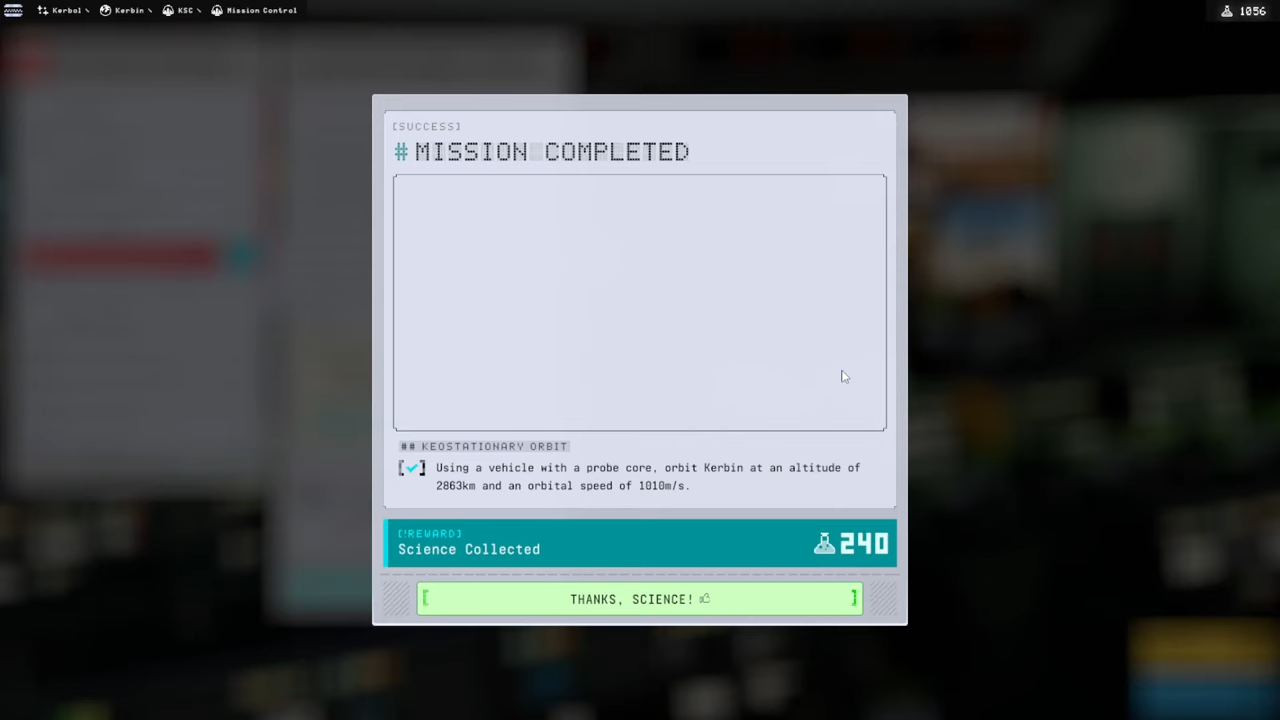 Kerbol Kerbin KSC Mission Control 1056
[SUCCESS]
# MISSION COMPLETED
## KEOSTATIONARY ORBIT
Using a vehicle with a probe core, orbit Kerbin at an altitude of
2863km and an orbital speed of 1010m/s.
[!REWARD]
Science Collected 240
THANKS, SCIENCE!